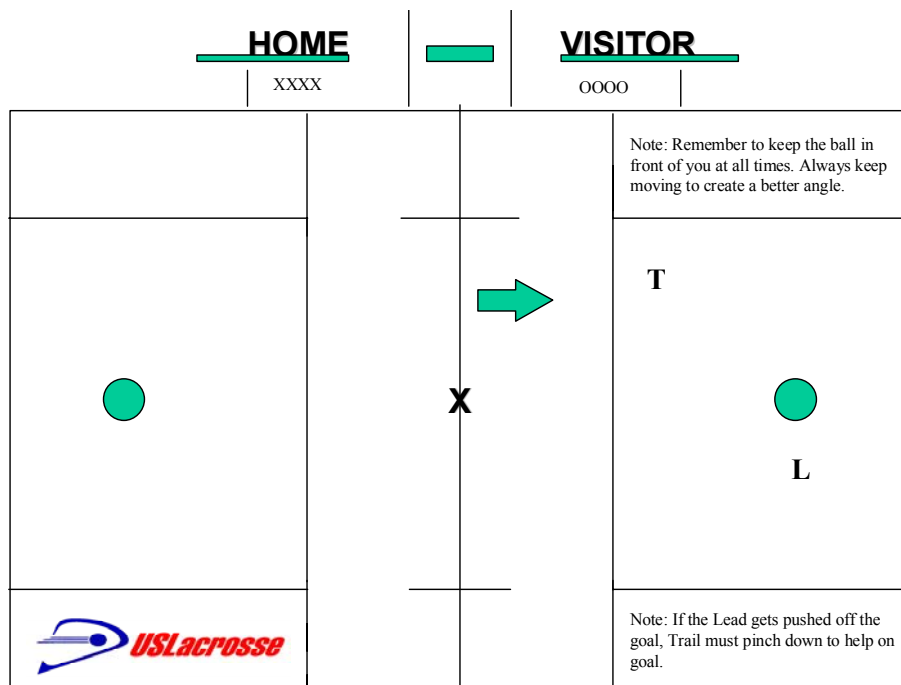 HOME VISITOR
XXXX OOOO
Note: Remember to keep the ball in
front of you at all times. Always keep
moving to create a better angle.
T
X
L
USLacrosse
Note: If the Lead gets pushed off the
goal, Trail must pinch down to help on
goal.